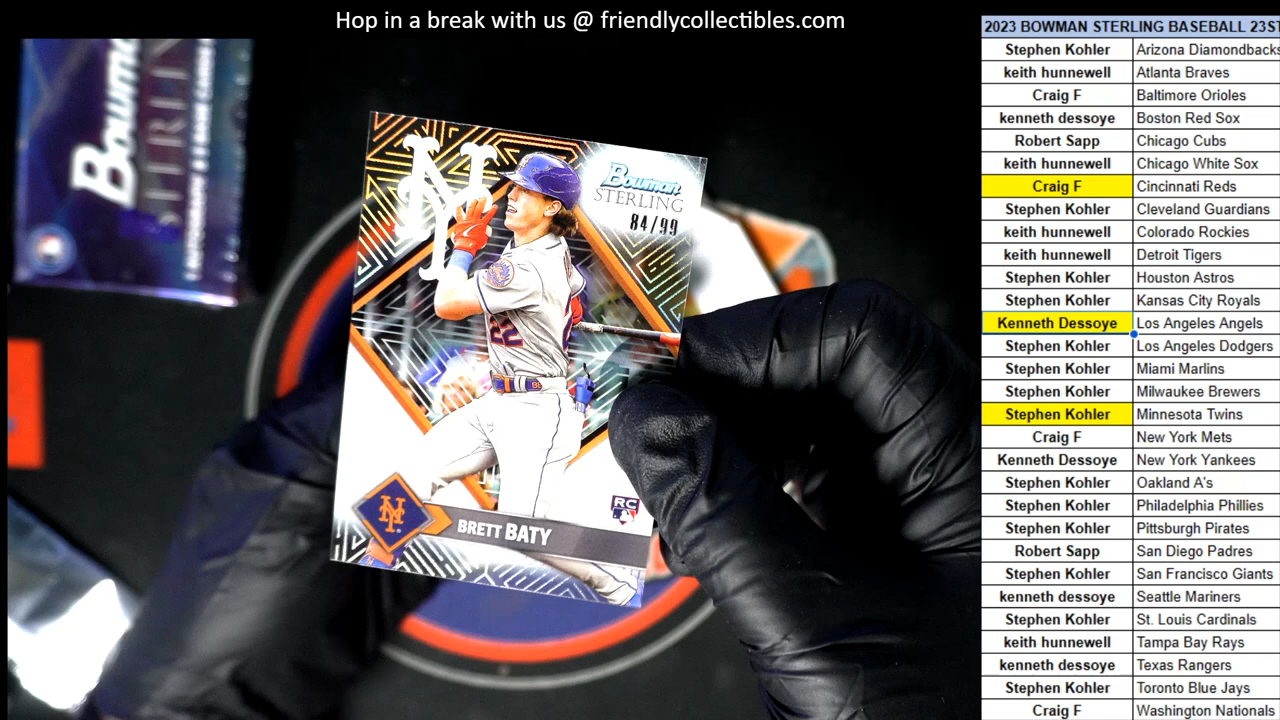 Hop in a break with us @ friendlycollectibles.com
Bowman
STERLING
Bowman
STERLING
84/99
22
RC
NY
BRETT BATY
2023 BOWMAN STERLING BASEBALL 23ST
Stephen Kohler Arizona Diamondbacks
keith hunnewell Atlanta Braves
Craig F Baltimore Orioles
kenneth dessoye Boston Red Sox
Robert Sapp Chicago Cubs
keith hunnewell Chicago White Sox
Craig F Cincinnati Reds
Stephen Kohler Cleveland Guardians
keith hunnewell Colorado Rockies
keith hunnewell Detroit Tigers
Stephen Kohler Houston Astros
Stephen Kohler Kansas City Royals
Kenneth Dessoye Los Angeles Angels
Stephen Kohler Los Angeles Dodgers
Stephen Kohler Miami Marlins
Stephen Kohler Milwaukee Brewers
Stephen Kohler Minnesota Twins
Craig F New York Mets
Kenneth Dessoye New York Yankees
Stephen Kohler Oakland A's
Stephen Kohler Philadelphia Phillies
Stephen Kohler Pittsburgh Pirates
Robert Sapp San Diego Padres
Stephen Kohler San Francisco Giants
kenneth dessoye Seattle Mariners
Stephen Kohler St. Louis Cardinals
keith hunnewell Tampa Bay Rays
kenneth dessoye Texas Rangers
Stephen Kohler Toronto Blue Jays
Craig F Washington Nationals